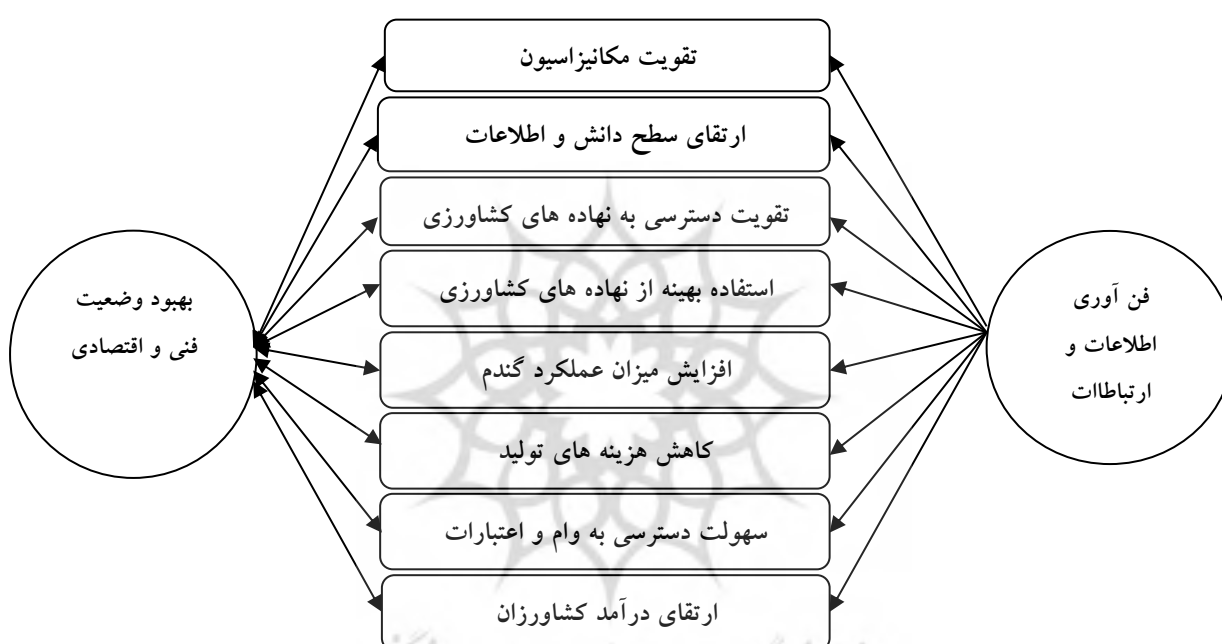 تقویت مکانیزاسیون
ارتقای سطح دانش و اطلاعات
تقویت دسترسی به نهاده های کشاورزی
استفاده بهینه از نهاده های کشاورزی
افزایش میزان عملکرد گندم
کاهش هزینه های تولید
سهولت دسترسی به وام و اعتبارات
ارتقای درآمد کشاورزان
فن آوری
اطلاعات و
ارتباطاات
بهبود وضعیت
فنی و اقتصادی